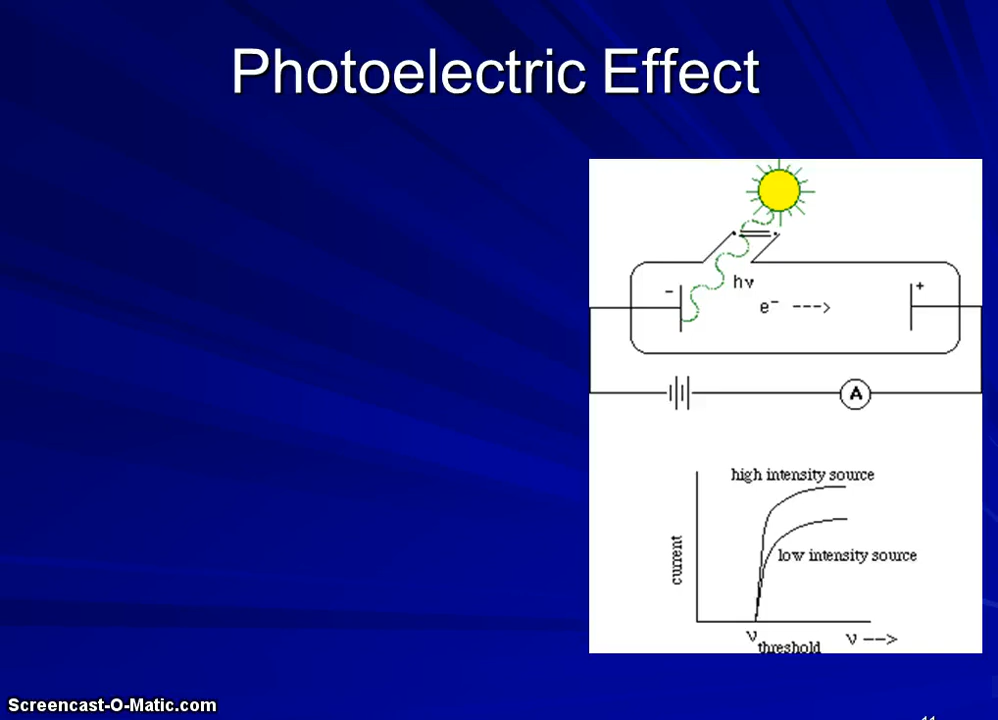 Photoelectric Effect
hν
−
e⁻ --->
+
A
high intensity source
low intensity source
current
ν threshold
ν -->
Screencast-O-Matic.com